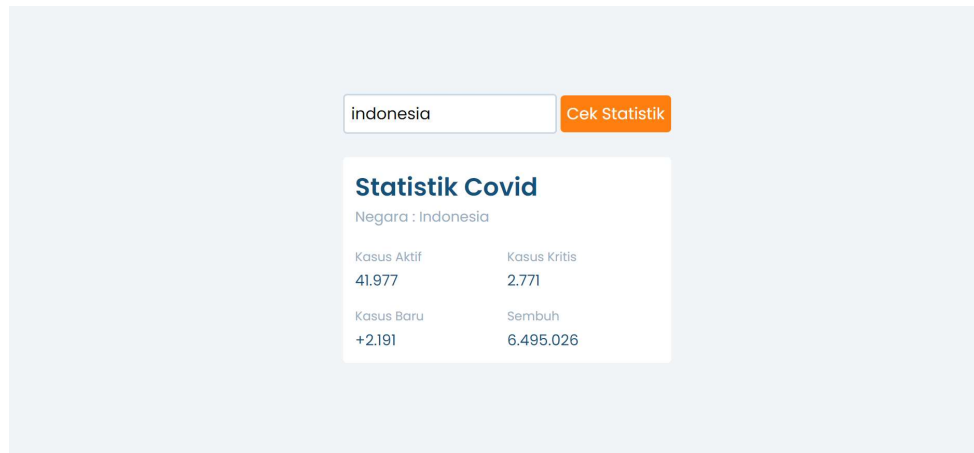 indonesia Cek Statistik
Statistik Covid
Negara : Indonesia
Kasus Aktif Kasus Kritis
41.977 2.771
Kasus Baru Sembuh
+2.191 6.495.026